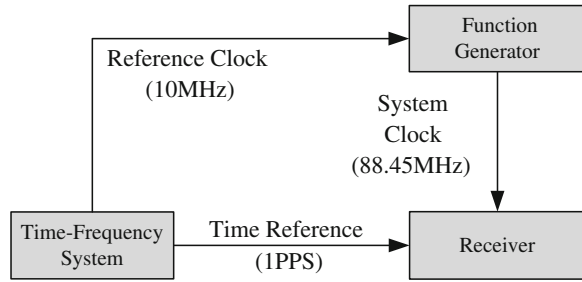 Function
Generator
Reference Clock
(10MHz)
System
Clock
(88.45MHz)
Time-Frequency
System
Time Reference
(1PPS)
Receiver